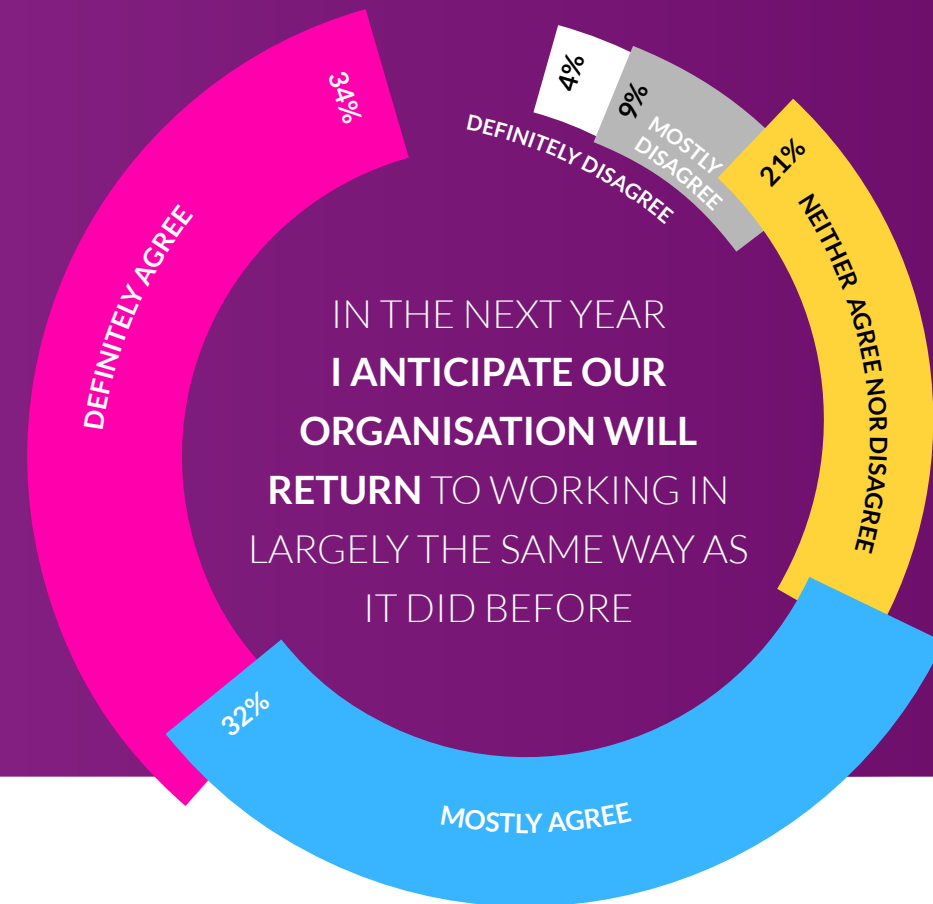 34%
DEFINITELY AGREE
4%
DEFINITELY DISAGREE
9%
MOSTLY
DISAGREE
21%
NEITHER AGREE NOR DISAGREE
32%
MOSTLY AGREE
IN THE NEXT YEAR
I ANTICIPATE OUR
ORGANISATION WILL
RETURN TO WORKING IN
LARGELY THE SAME WAY AS
IT DID BEFORE